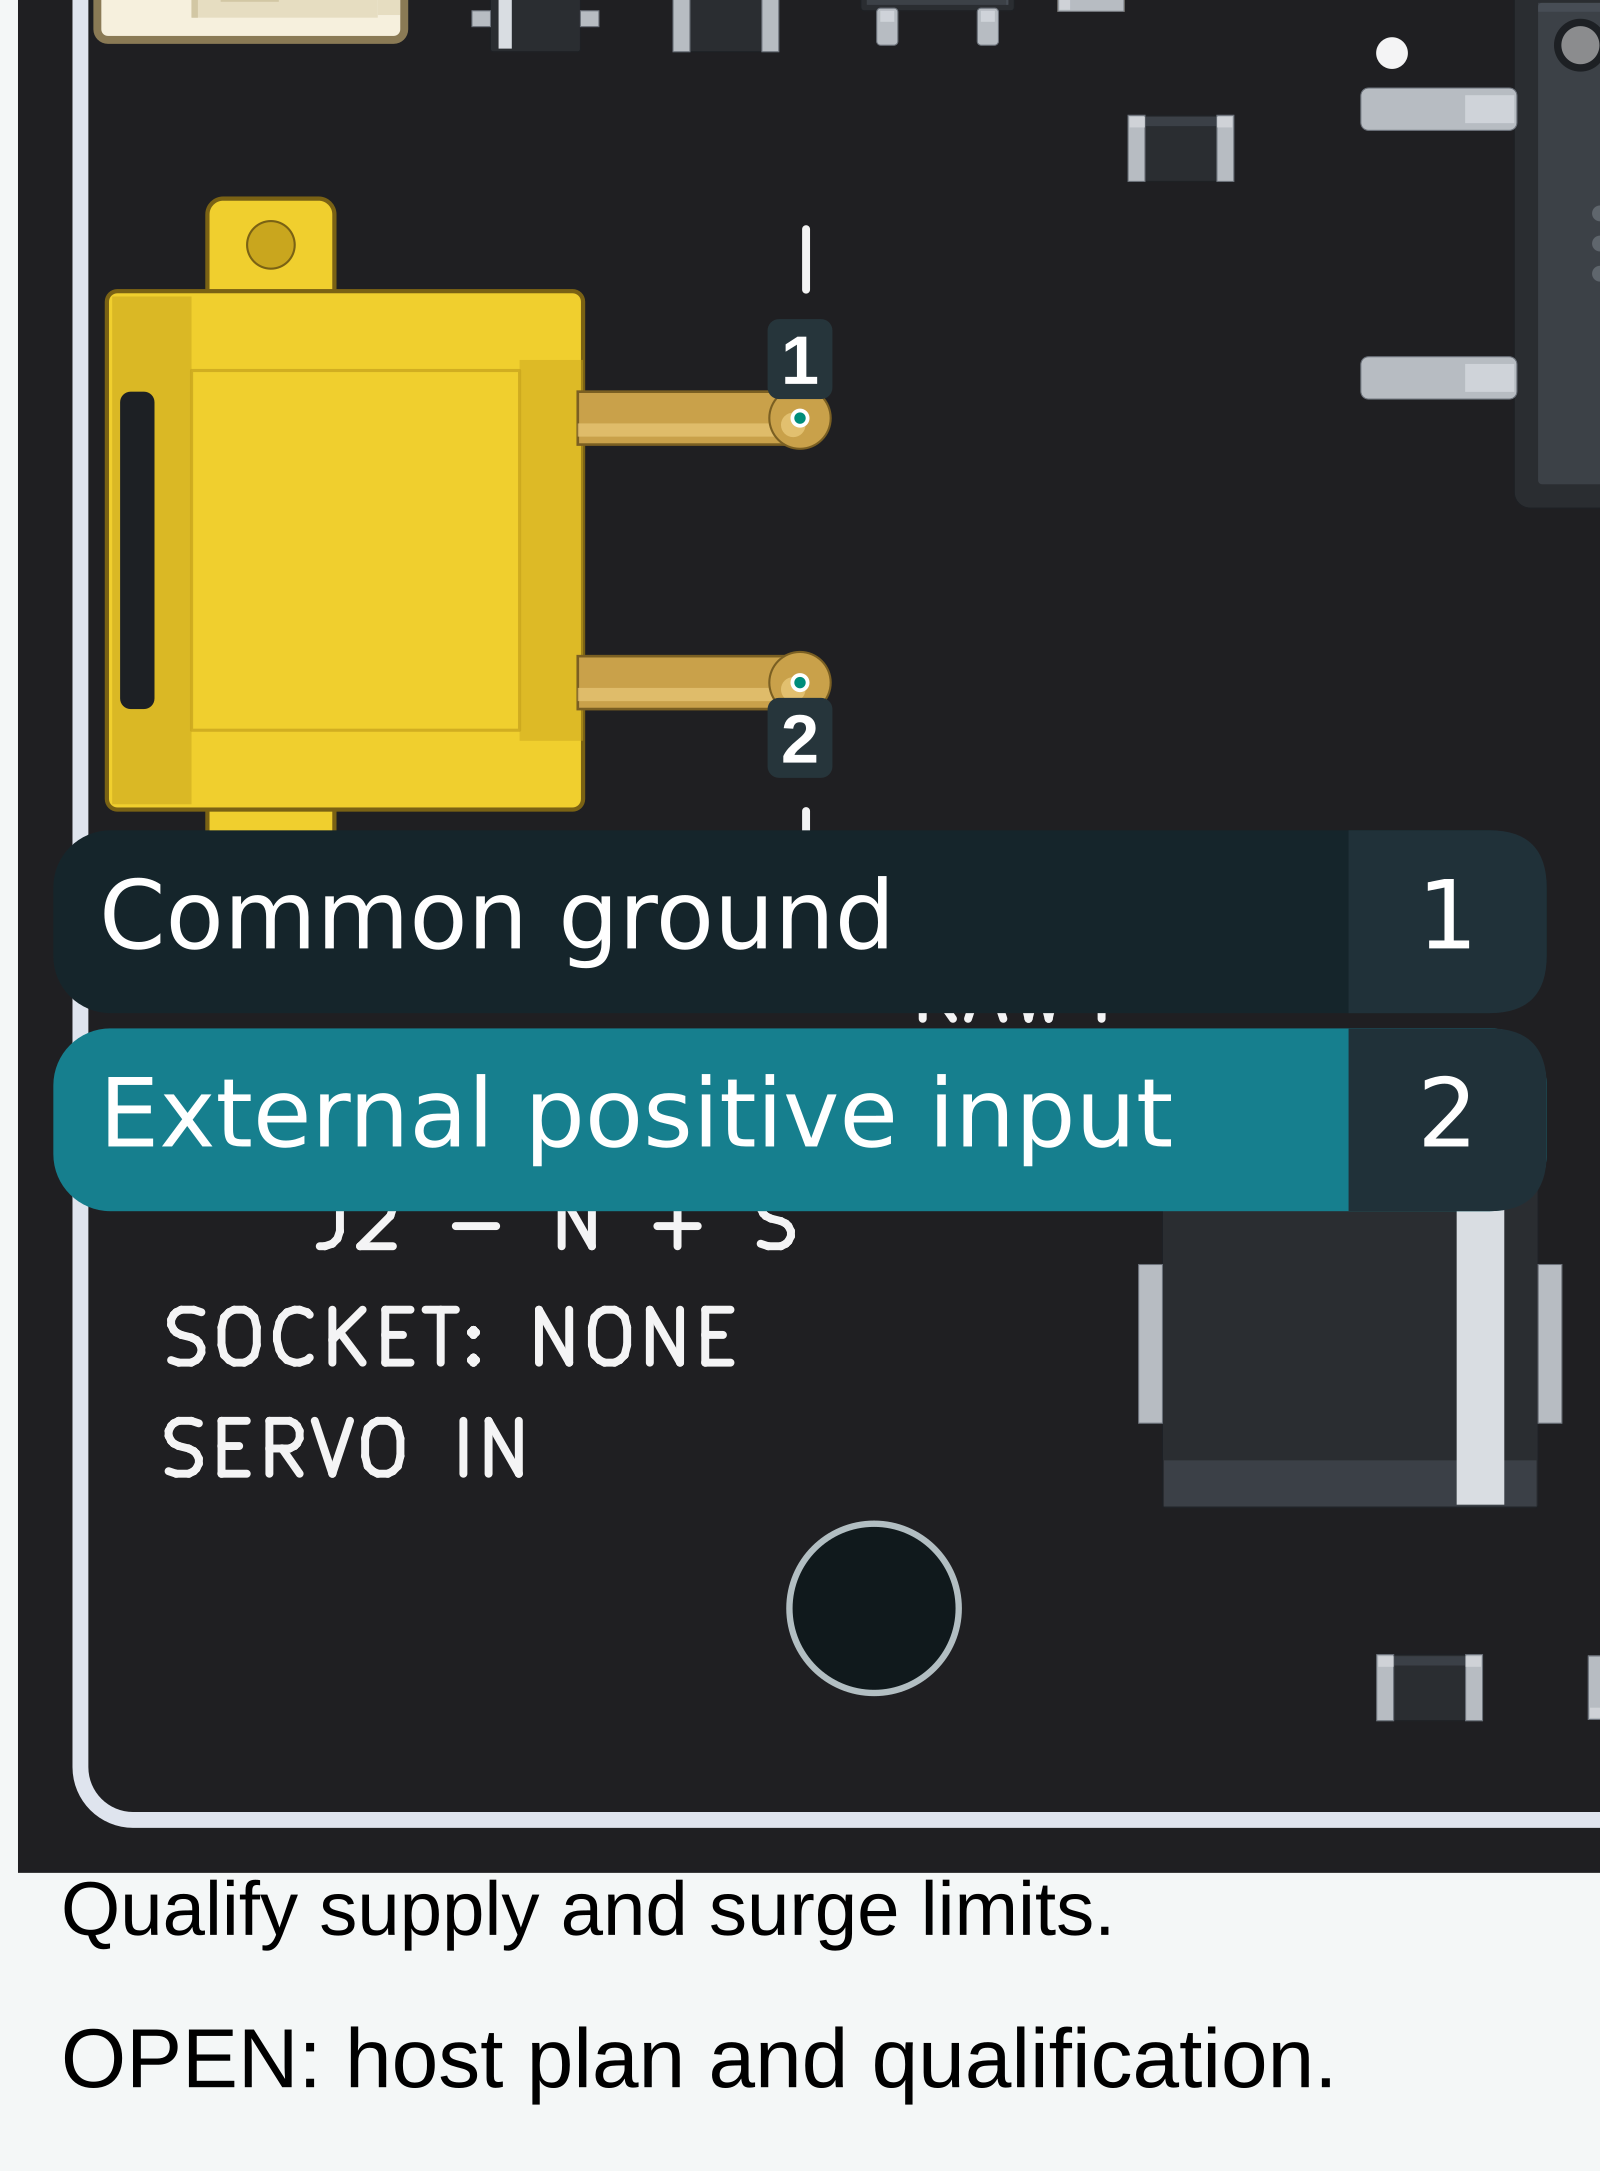 1
2
Common ground 1
External positive input 2
J2 - N + S
SOCKET: NONE
SERVO IN
Qualify supply and surge limits.
OPEN: host plan and qualification.